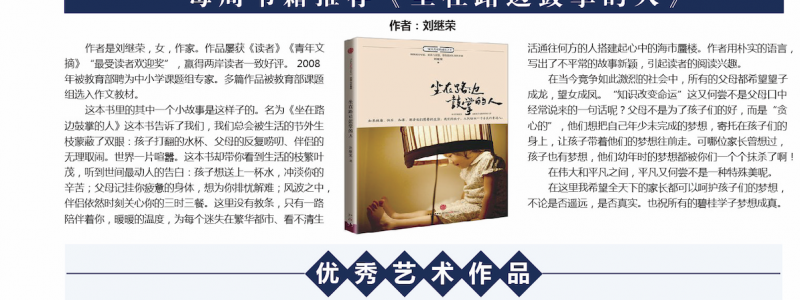 每周书籍推荐《坐在路边鼓掌的人》
作者：刘继荣
作者是刘继荣，女，作家。作品屡获《读者》《青年文
摘》“最受读者欢迎奖”，赢得两岸读者一致好评。 2008
年被教育部聘为中小学课题组专家。多篇作品被教育部课题
组选入作文教材。
这本书里的其中一个小故事是这样子的。名为《坐在路
边鼓掌的人》这本书告诉了我们，我们总会被生活的节外生
枝蒙蔽了双眼：孩子打翻的水杯、父母的反复唠叨、伴侣的
无理取闹。世界一片喧嚣。这本书却带你看到生活的枝繁叶
茂，听到世间最动人的告白：孩子想送上一杯水，冲淡你的
辛苦；父母记挂你疲惫的身体，想为你排忧解难；风波之中，
伴侣依然时刻关心你的三时三餐。这里没有教条，只有一路
陪伴着你，暖暖的温度，为每个迷失在繁华都市、看不清生
坐在路边
鼓掌的人
活通往何方的人搭建起心中的海市蜃楼。作者用朴实的语言，
写出了不平常的故事新颖，引起读者的阅读兴趣。
在当今竞争如此激烈的社会中，所有的父母都希望望子
成龙，望女成凤。“知识改变命运”这又何尝不是父母口中
经常说来的一句话呢？父母不是为了孩子们的好，而是“贪
心的”，他们想把自己年少未完成的梦想，寄托在孩子们的
身上，让孩子带着他们的梦想往前走。可哪位家长曾想过，
孩子也有梦想，他们幼年时的梦想都被你们一个个抹杀了啊！
在伟大和平凡之间，平凡又何尝不是一种特殊美呢。
在这里我希望全天下的家长都可以呵护孩子们的梦想，
不论是否遥远，是否真实。也祝所有的碧桂学子梦想成真。
优秀艺术作品